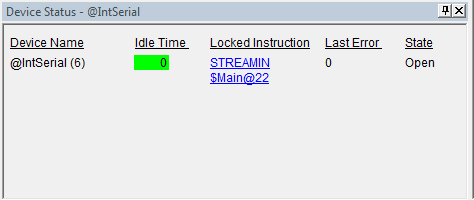 Device Status - @IntSerial
Device Name Idle Time Locked Instruction Last Error State
@IntSerial (6) 0 STREAMIN 0 Open
$Main@22